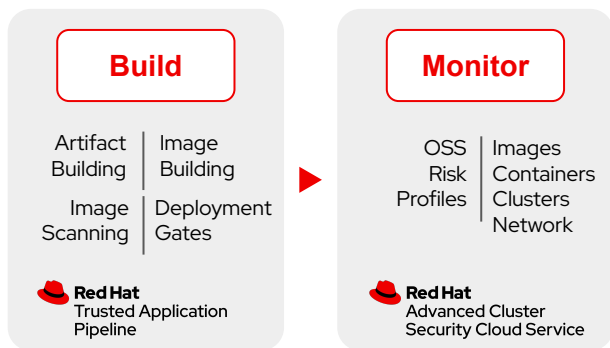 Build
Artifact
Building
Image
Building
Image
Scanning
Deployment
Gates
Red Hat
Trusted Application
Pipeline
Monitor
OSS
Risk
Profiles
Images
Containers
Clusters
Network
Red Hat
Advanced Cluster
Security Cloud Service